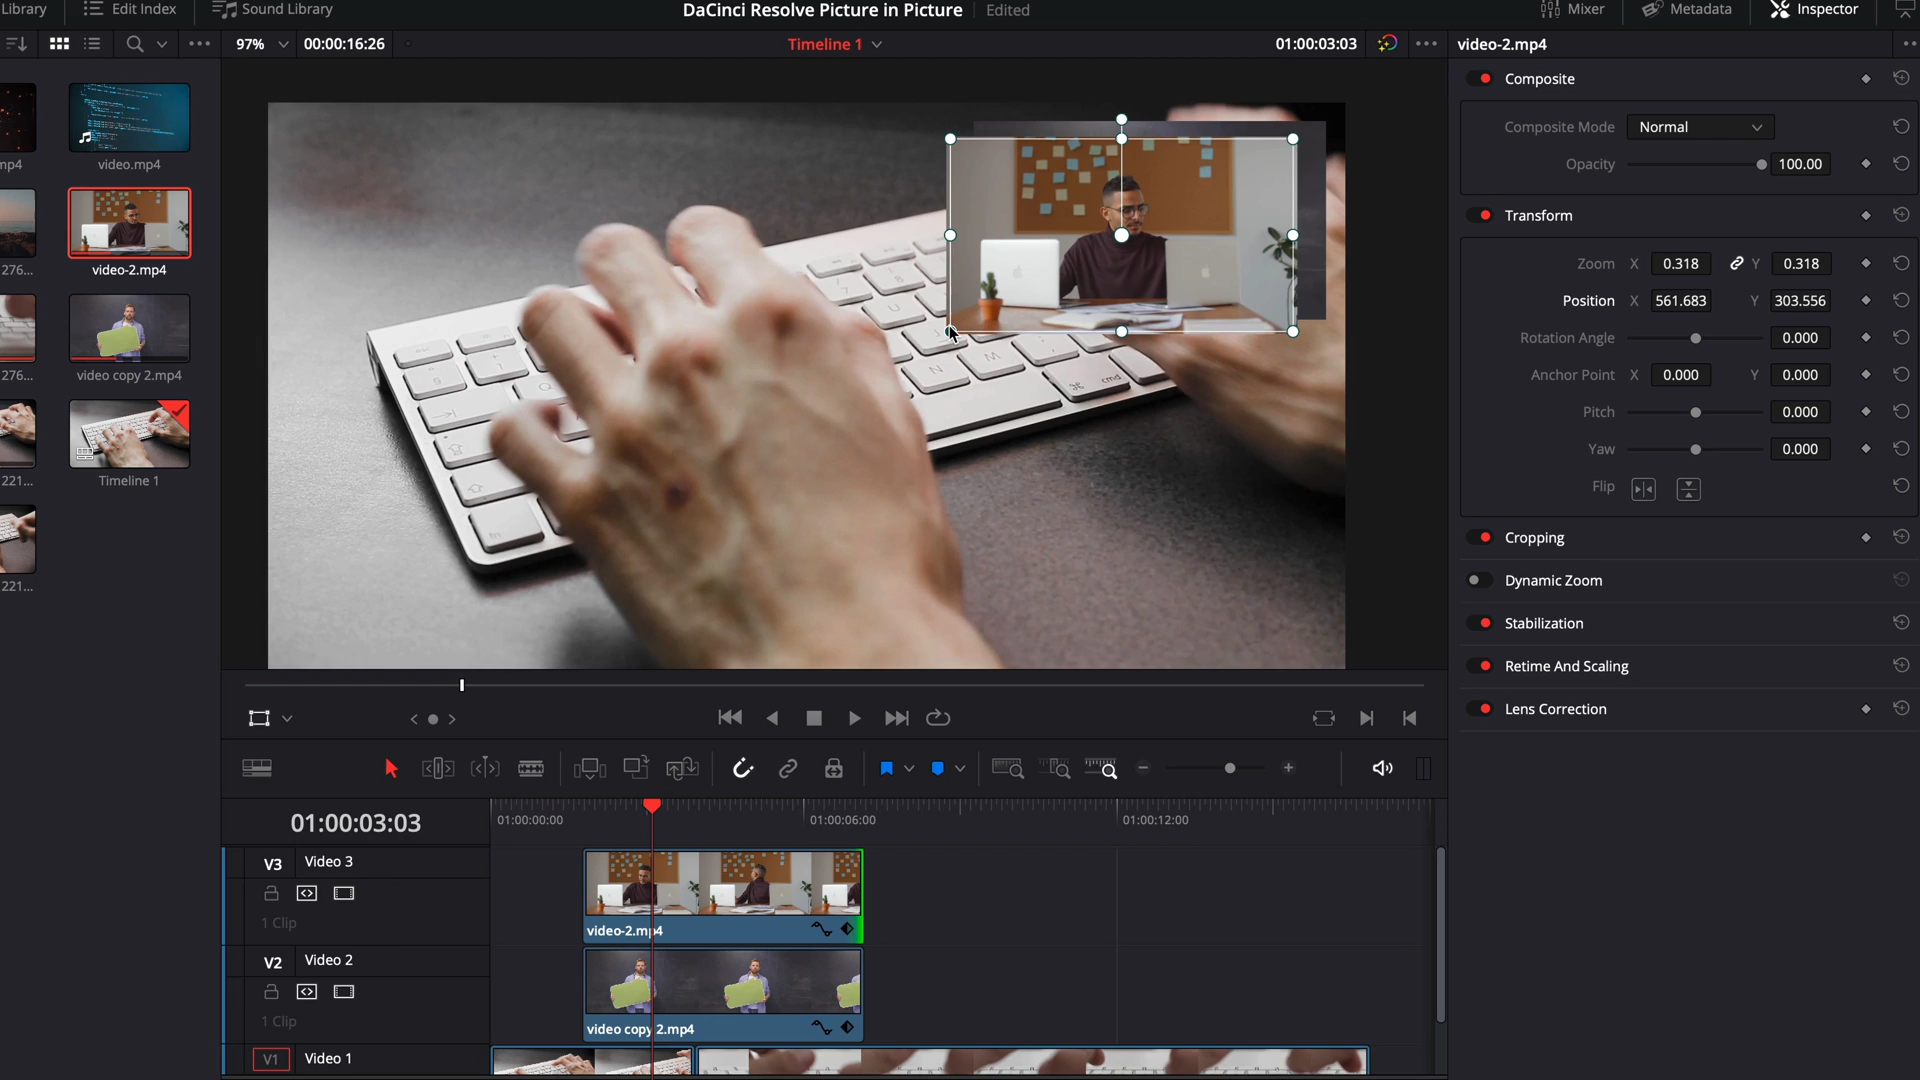 Library
Edit Index
Sound Library
DaCinci Resolve Picture in Picture
Edited
Mixer
Metadata
Inspector
97%
00:00:16:26
Timeline 1
01:00:03:03
video-2.mp4
mp4
video.mp4
276...
video-2.mp4
276...
video copy 2.mp4
221...
Timeline 1
221...
Composite
Composite Mode
Normal
Opacity
100.00
Transform
Zoom X 0.318 Y 0.318
Position X 561.683 Y 303.556
Rotation Angle 0.000
Anchor Point X 0.000 Y 0.000
Pitch 0.000
Yaw 0.000
Flip
Cropping
Dynamic Zoom
Stabilization
Retime And Scaling
Lens Correction
01:00:03:03
01:00:00:00
01:00:06:00
01:00:12:00
V3 Video 3
1 Clip
video-2.mp4
V2 Video 2
1 Clip
video copy 2.mp4
V1 Video 1